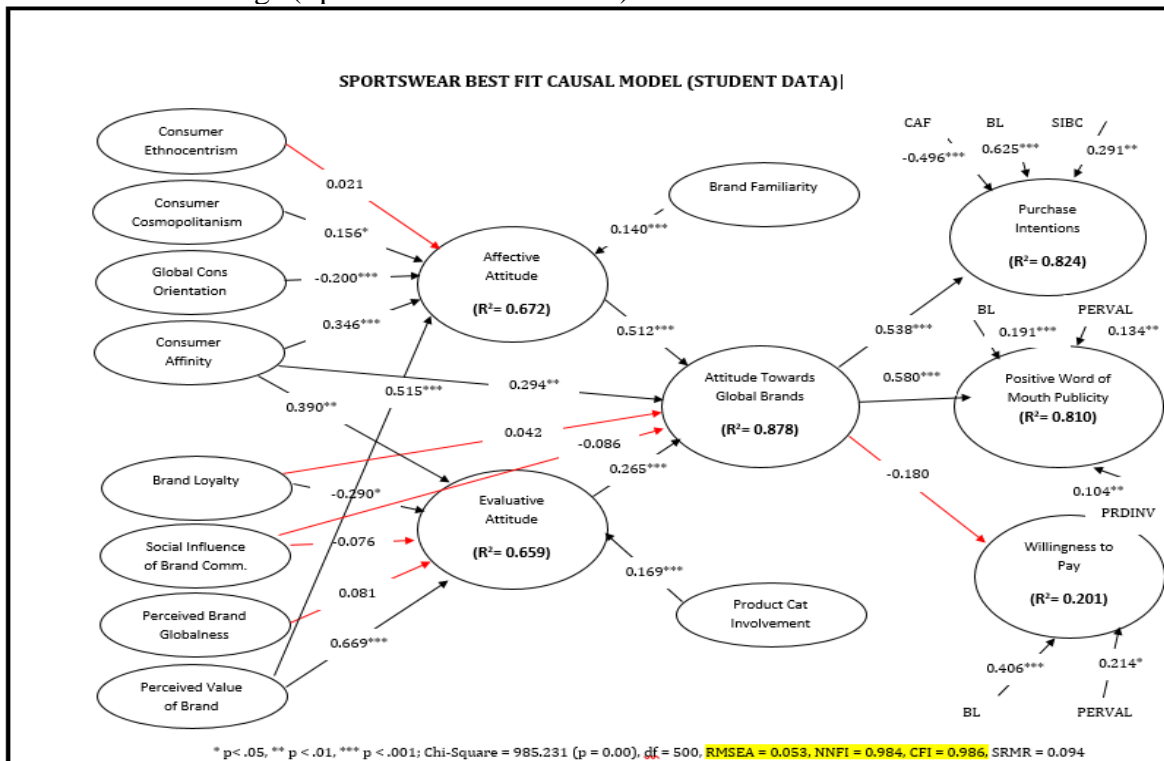 SPORTSWEAR BEST FIT CAUSAL MODEL (STUDENT DATA)|
Consumer
Ethnocentrism
0.021
Consumer
Cosmopolitanism
0.156*
Global Cons
Orientation
-0.200***
Consumer
Affinity
0.346***
0.390**
0.515***
0.294**
Brand Loyalty
-0.290*
0.042
-0.086
Social Influence
of Brand Comm.
-0.076
Perceived Brand
Globalness
0.081
Perceived Value
of Brand
0.669***
Affective
Attitude
(R²= 0.672)
Brand Familiarity
0.140***
0.512***
Evaluative
Attitude
(R²= 0.659)
0.265***
0.169***
Product Cat
Involvement
Attitude Towards
Global Brands
(R²= 0.878)
0.538***
0.580***
-0.180
CAF BL SIBC
-0.496*** 0.625*** 0.291**
Purchase
Intentions
(R²= 0.824)
BL PERVAL
0.191*** 0.134**
Positive Word of
Mouth Publicity
(R²= 0.810)
0.104**
PRDINV
Willingness to
Pay
(R²= 0.201)
0.406*** 0.214*
BL PERVAL
* p< .05, ** p < .01, *** p < .001; Chi-Square = 985.231 (p = 0.00), df = 500, RMSEA = 0.053, NNFI = 0.984, CFI = 0.986, SRMR = 0.094